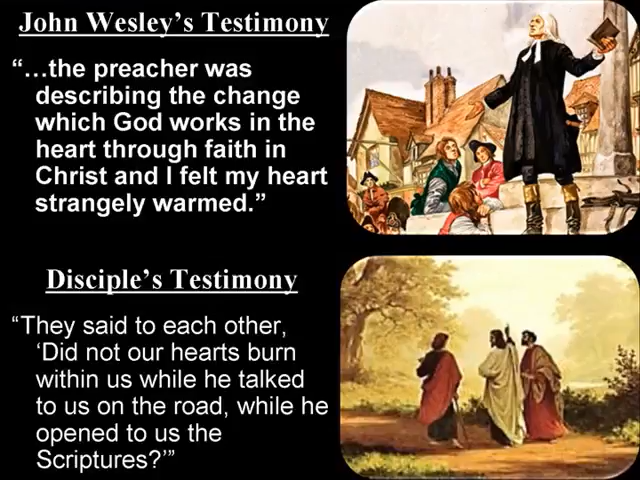 John Wesley’s Testimony
“…the preacher was
describing the change
which God works in the
heart through faith in
Christ and I felt my heart
strangely warmed.”
Disciple’s Testimony
“They said to each other,
‘Did not our hearts burn
within us while he talked
to us on the road, while he
opened to us the
Scriptures?’”